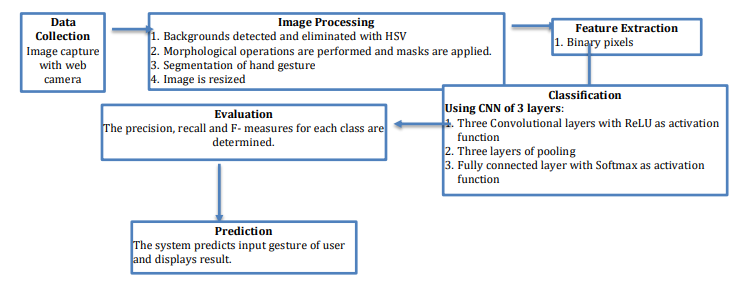 Data
Collection
Image capture
with web
camera
Image Processing
1. Backgrounds detected and eliminated with HSV
2. Morphological operations are performed and masks are applied.
3. Segmentation of hand gesture
4. Image is resized
Feature Extraction
1. Binary pixels
Classification
Using CNN of 3 layers:
1. Three Convolutional layers with ReLU as activation
function
2. Three layers of pooling
3. Fully connected layer with Softmax as activation
function
Evaluation
The precision, recall and F- measures for each class are
determined.
Prediction
The system predicts input gesture of user
and displays result.